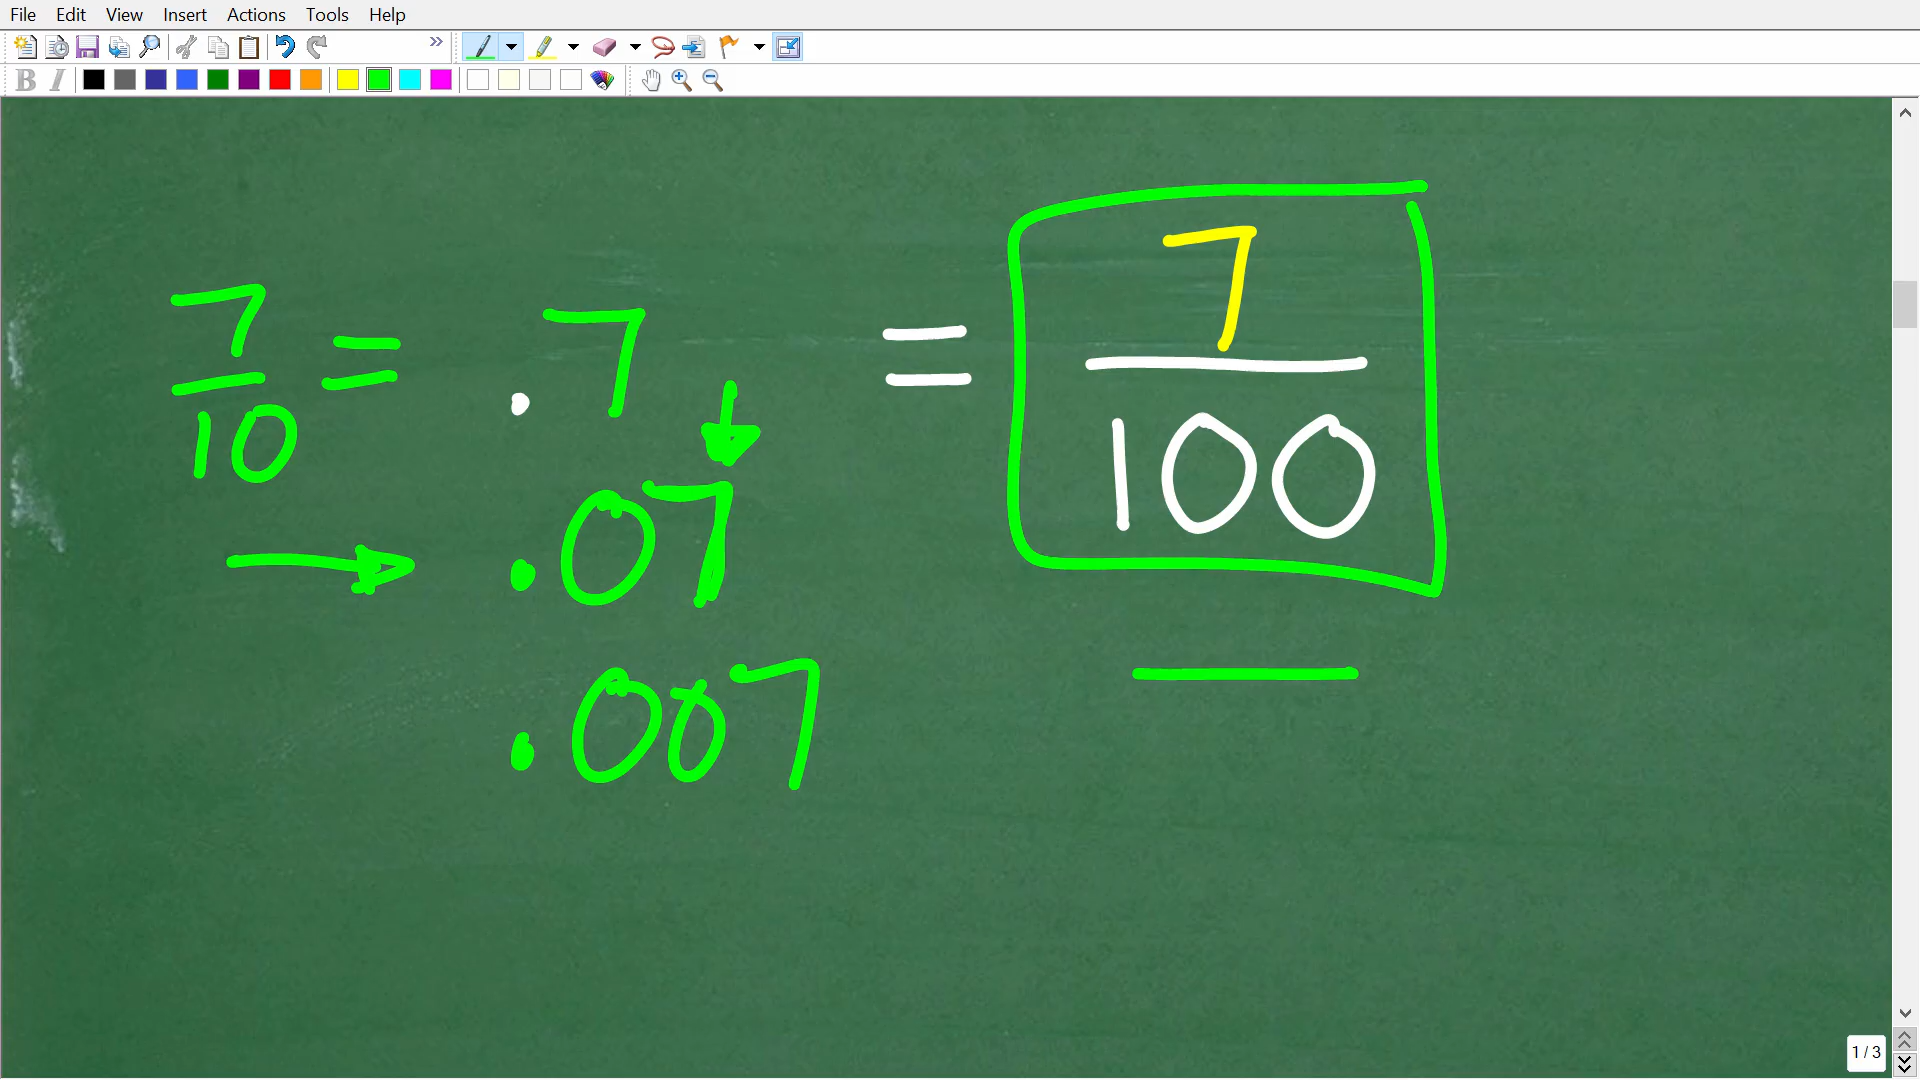 File Edit View Insert Actions Tools Help
B I
7/10 = .7 = 7/100
.07
.007
1 / 3